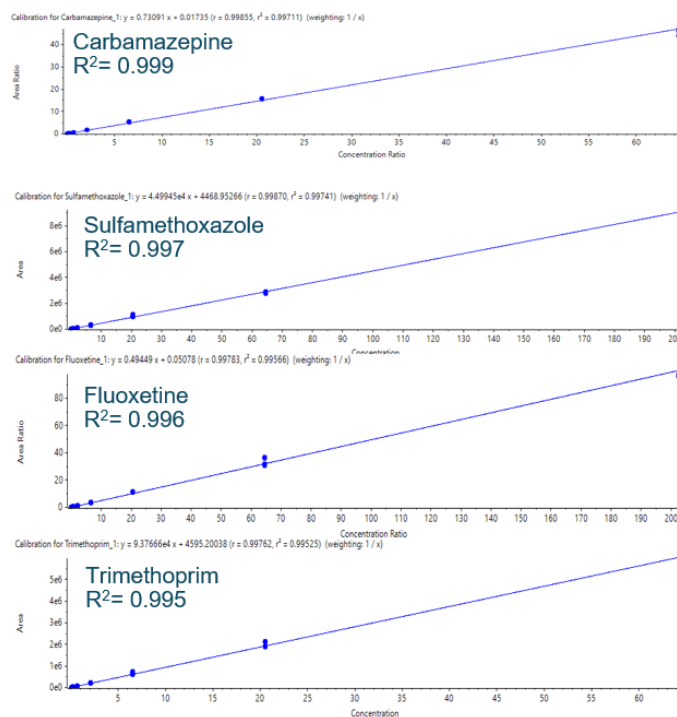 Calibration for Carbamazepine_1: y = 0.73091 x + 0.01735 (r = 0.99855, r² = 0.99711) (weighting: 1 / x)
Carbamazepine
R²= 0.999
Area Ratio
40
30
20
10
0
5 10 15 20 25 30 35 40 45 50 55 60
Concentration Ratio
Calibration for Sulfamethoxazole_1: y = 4.49945e4 x + 4468.95266 (r = 0.99870, r² = 0.99741) (weighting: 1 / x)
Sulfamethoxazole
R²= 0.997
Area
8e6
6e6
4e6
2e6
0e0
10 20 30 40 50 60 70 80 90 100 110 120 130 140 150 160 170 180 190 200
Concentration
Calibration for Fluoxetine_1: y = 0.49449 x + 0.05078 (r = 0.99783, r² = 0.99566) (weighting: 1 / x)
Fluoxetine
R²= 0.996
Area Ratio
80
60
40
20
0
10 20 30 40 50 60 70 80 90 100 110 120 130 140 150 160 170 180 190 200
Concentration Ratio
Calibration for Trimethoprim_1: y = 9.37666e4 x + 4595.20038 (r = 0.99762, r² = 0.99525) (weighting: 1 / x)
Trimethoprim
R²= 0.995
Area
5e6
4e6
3e6
2e6
1e6
0e0
5 10 15 20 25 30 35 40 45 50 55 60
Concentration